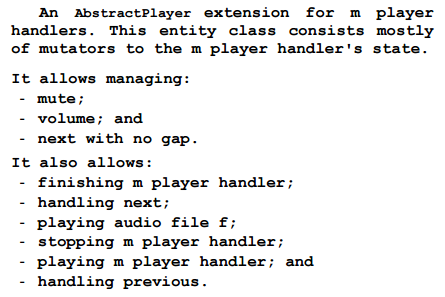 An AbstractPlayer extension for m player
handlers. This entity class consists mostly
of mutators to the m player handler's state.
It allows managing:
- mute;
- volume; and
- next with no gap.
It also allows:
- finishing m player handler;
- handling next;
- playing audio file f;
- stopping m player handler;
- playing m player handler; and
- handling previous.